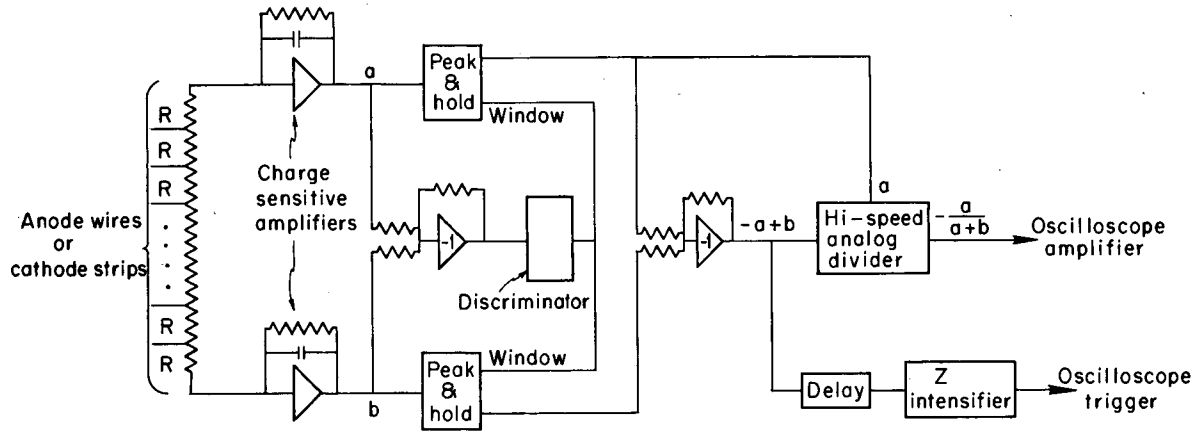 Anode wires
or
cathode strips
R
R
R
R
R
Charge
sensitive
amplifiers
a
b
Peak
&
hold
Window
-1
Discriminator
Window
Peak
&
hold
-1
-a+b
a
Hi-speed
analog
divider
-a/a+b
Oscilloscope
amplifier
Delay
Z
intensifier
Oscilloscope
trigger